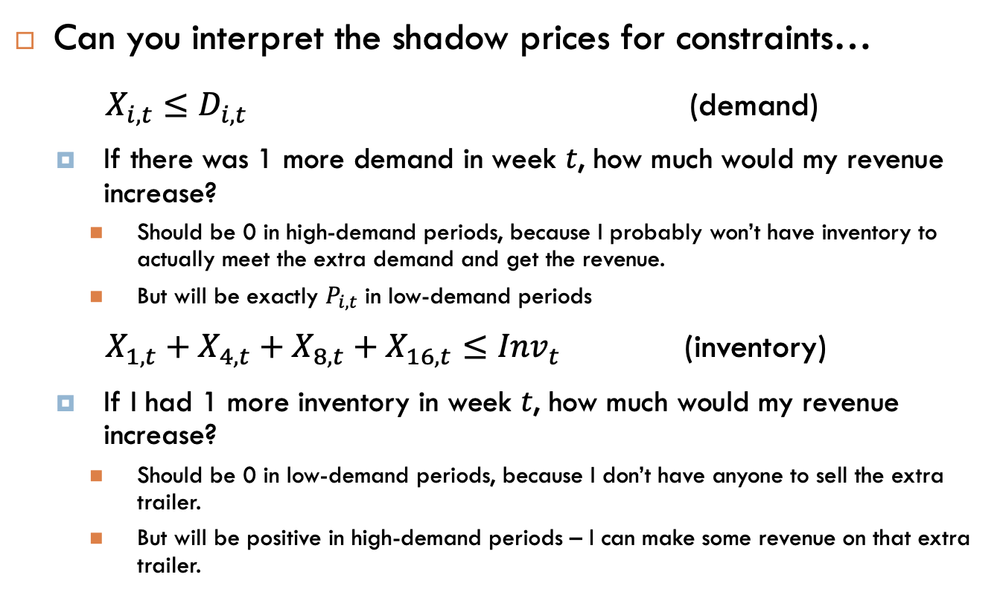 Can you interpret the shadow prices for constraints…
X_{i,t} ≤ D_{i,t} (demand)
If there was 1 more demand in week t, how much would my revenue
increase?
Should be 0 in high-demand periods, because I probably won't have inventory to
actually meet the extra demand and get the revenue.
But will be exactly P_{i,t} in low-demand periods
X_{1,t} + X_{4,t} + X_{8,t} + X_{16,t} ≤ Inv_t (inventory)
If I had 1 more inventory in week t, how much would my revenue
increase?
Should be 0 in low-demand periods, because I don't have anyone to sell the extra
trailer.
But will be positive in high-demand periods – I can make some revenue on that extra
trailer.